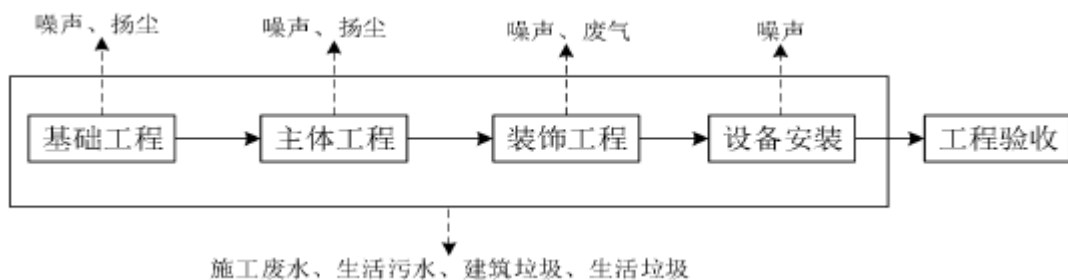 噪声、扬尘
噪声、扬尘
噪声、废气
噪声
基础工程
主体工程
装饰工程
设备安装
工程验收
施工废水、生活污水、建筑垃圾、生活垃圾